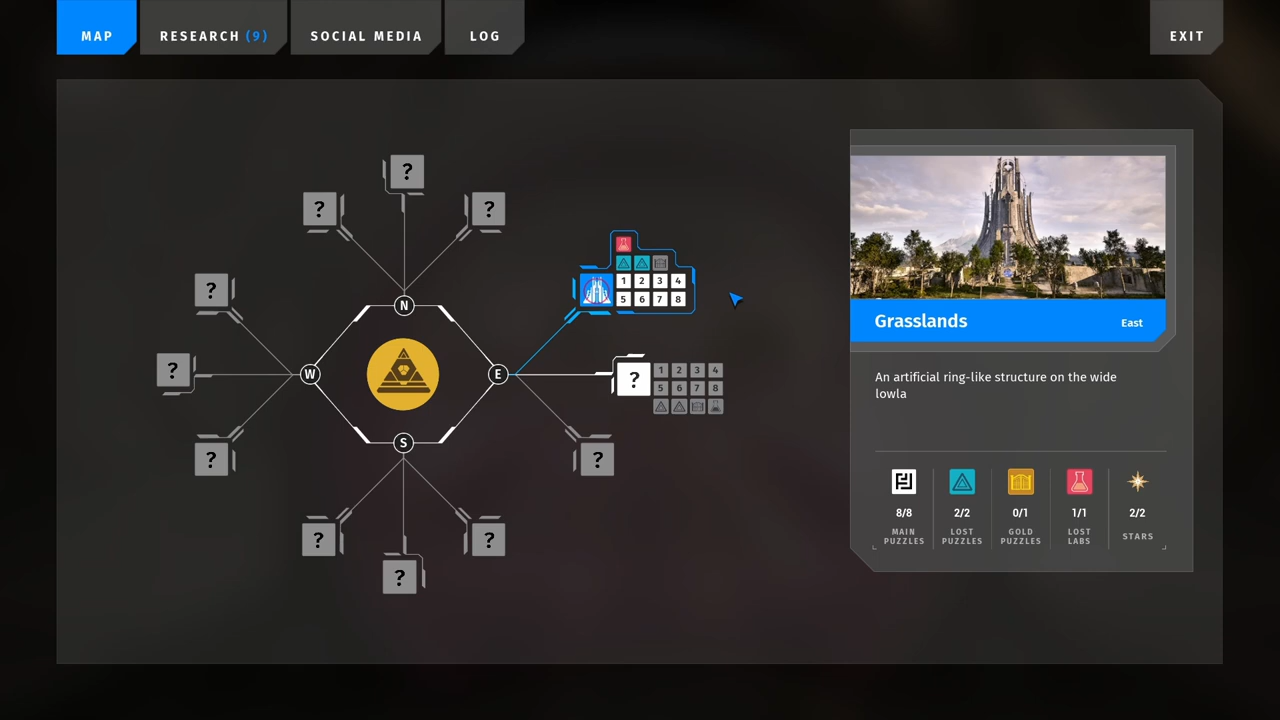 MAP
RESEARCH (9)
SOCIAL MEDIA
LOG
EXIT
?
?
?
?
1 2 3 4
5 6 7 8
N
W
E
S
?
?
1 2 3 4
5 6 7 8
?
?
?
?
?
Grasslands
East
An artificial ring-like structure on the wide
lowla
8/8
2/2
0/1
1/1
2/2
MAIN
PUZZLES
LOST
PUZZLES
GOLD
PUZZLES
LOST
LABS
STARS